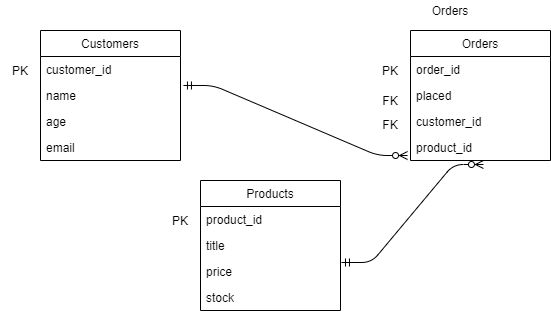 Orders
Customers
PK customer_id
name
age
email
Orders
PK order_id
FK placed
FK customer_id
product_id
Products
PK product_id
title
price
stock